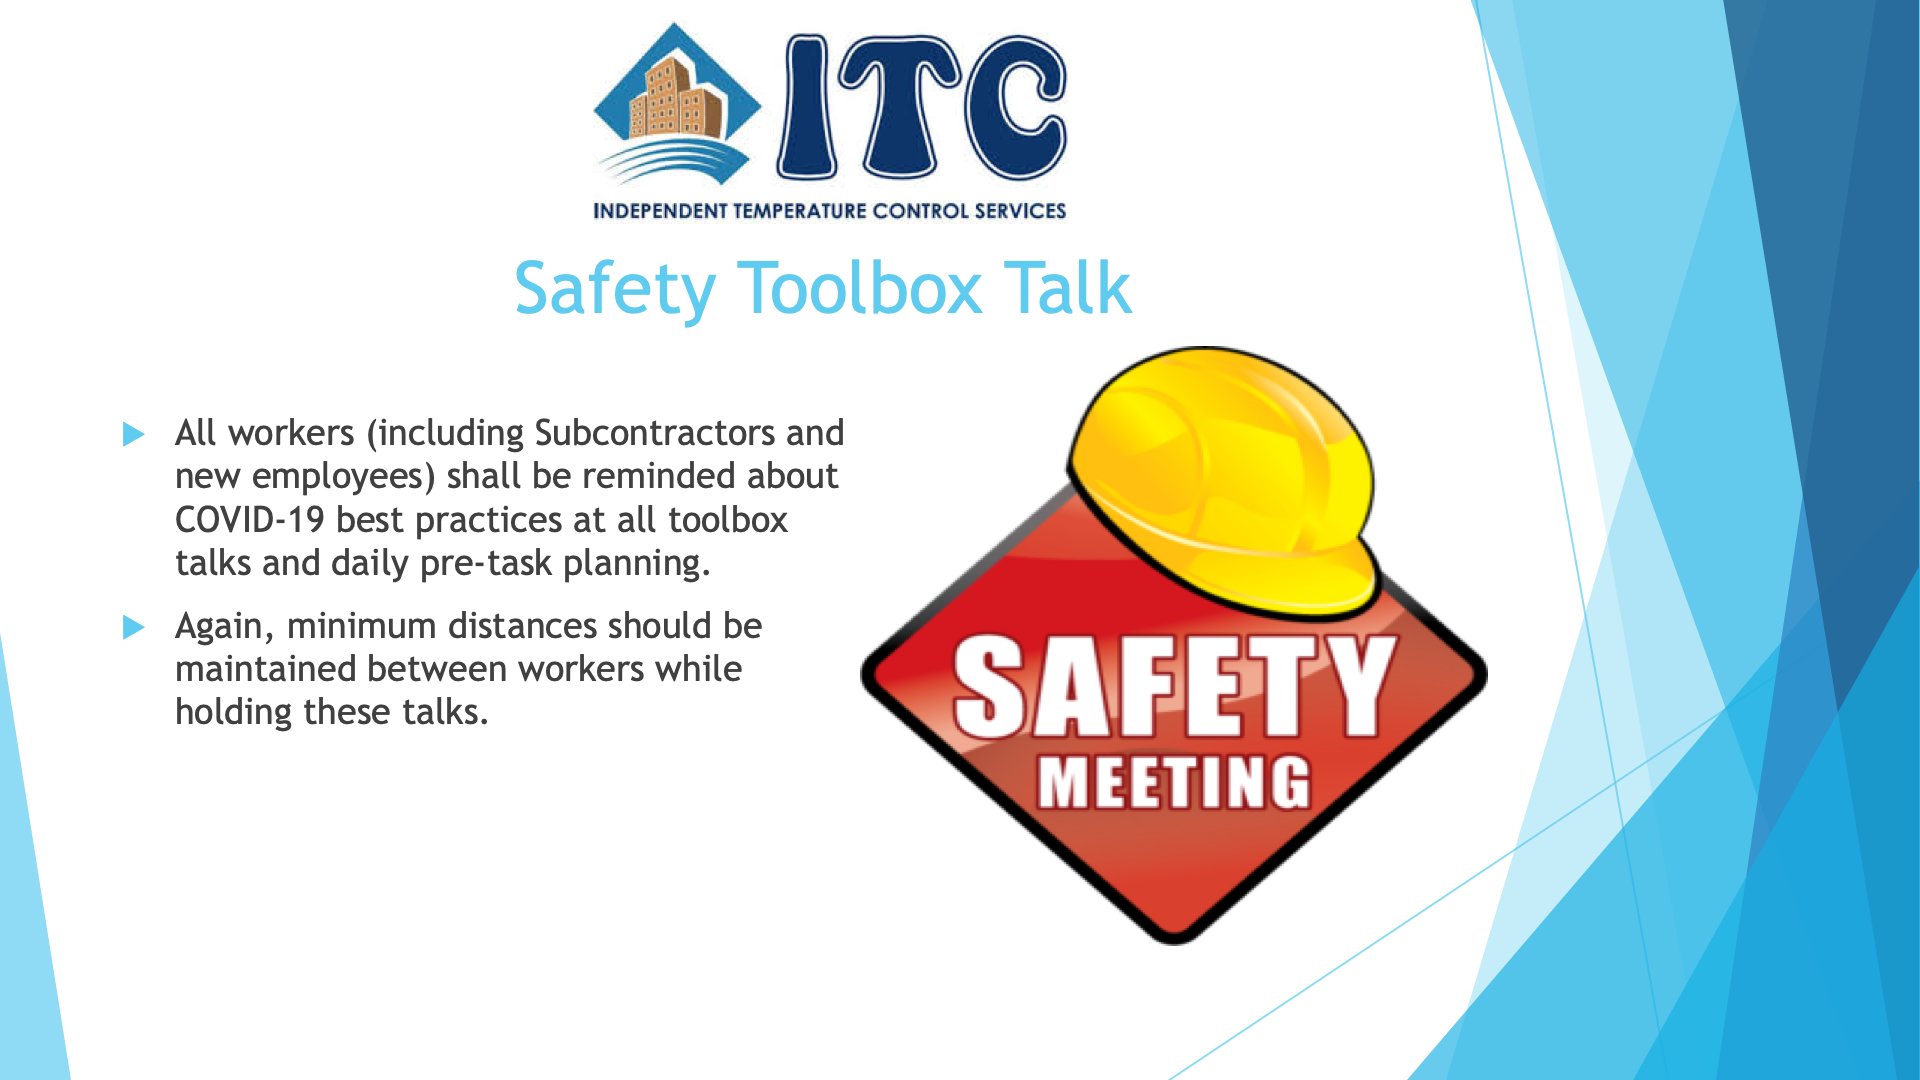 ITC
INDEPENDENT TEMPERATURE CONTROL SERVICES
Safety Toolbox Talk
All workers (including Subcontractors and
new employees) shall be reminded about
COVID-19 best practices at all toolbox
talks and daily pre-task planning.
Again, minimum distances should be
maintained between workers while
holding these talks.
SAFETY
MEETING